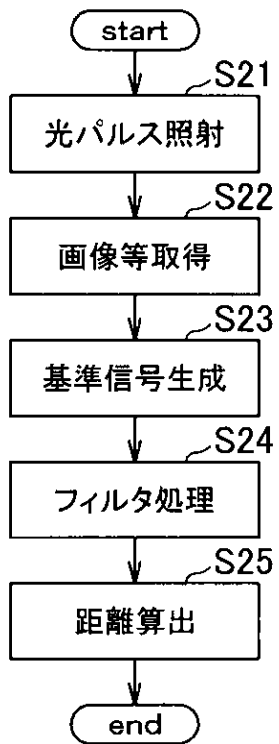 start
S21
光パルス照射
S22
画像等取得
S23
基準信号生成
S24
フィルタ処理
S25
距離算出
end